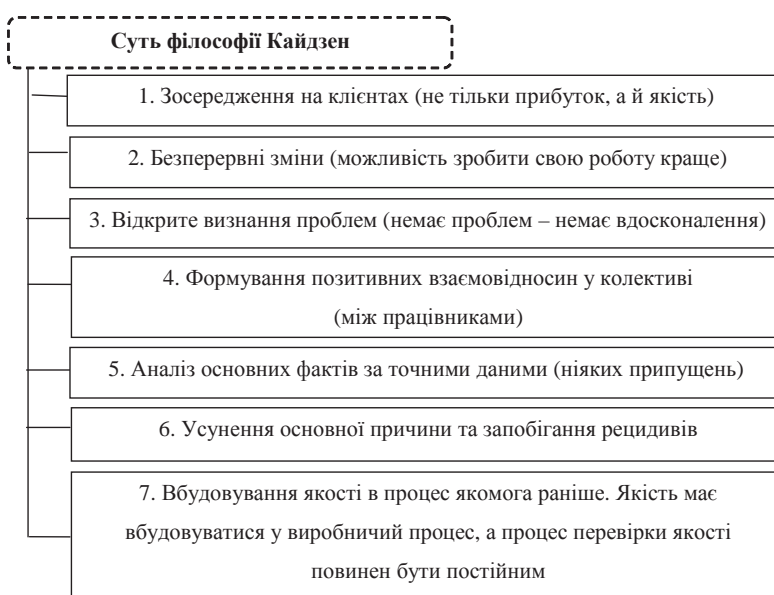 Суть філософії Кайдзен
1. Зосередження на клієнтах (не тільки прибуток, а й якість)
2. Безперервні зміни (можливість зробити свою роботу краще)
3. Відкрите визнання проблем (немає проблем – немає вдосконалення)
4. Формування позитивних взаємовідносин у колективі
(між працівниками)
5. Аналіз основних фактів за точними даними (ніяких припущень)
6. Усунення основної причини та запобігання рецидивів
7. Вбудовування якості в процес якомога раніше. Якість має
вбудовуватися у виробничий процес, а процес перевірки якості
повинен бути постійним